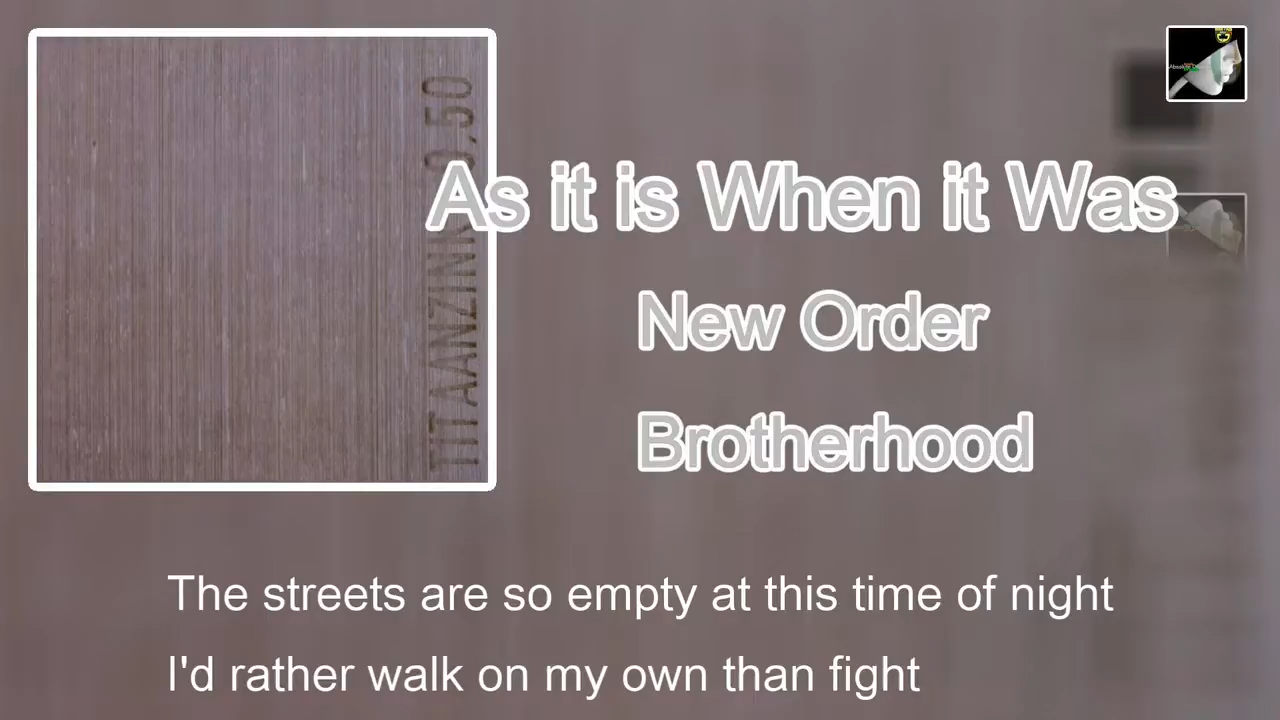 TITAANZINK 0.50
As it is When it Was
New Order
Brotherhood
The streets are so empty at this time of night
I'd rather walk on my own than fight